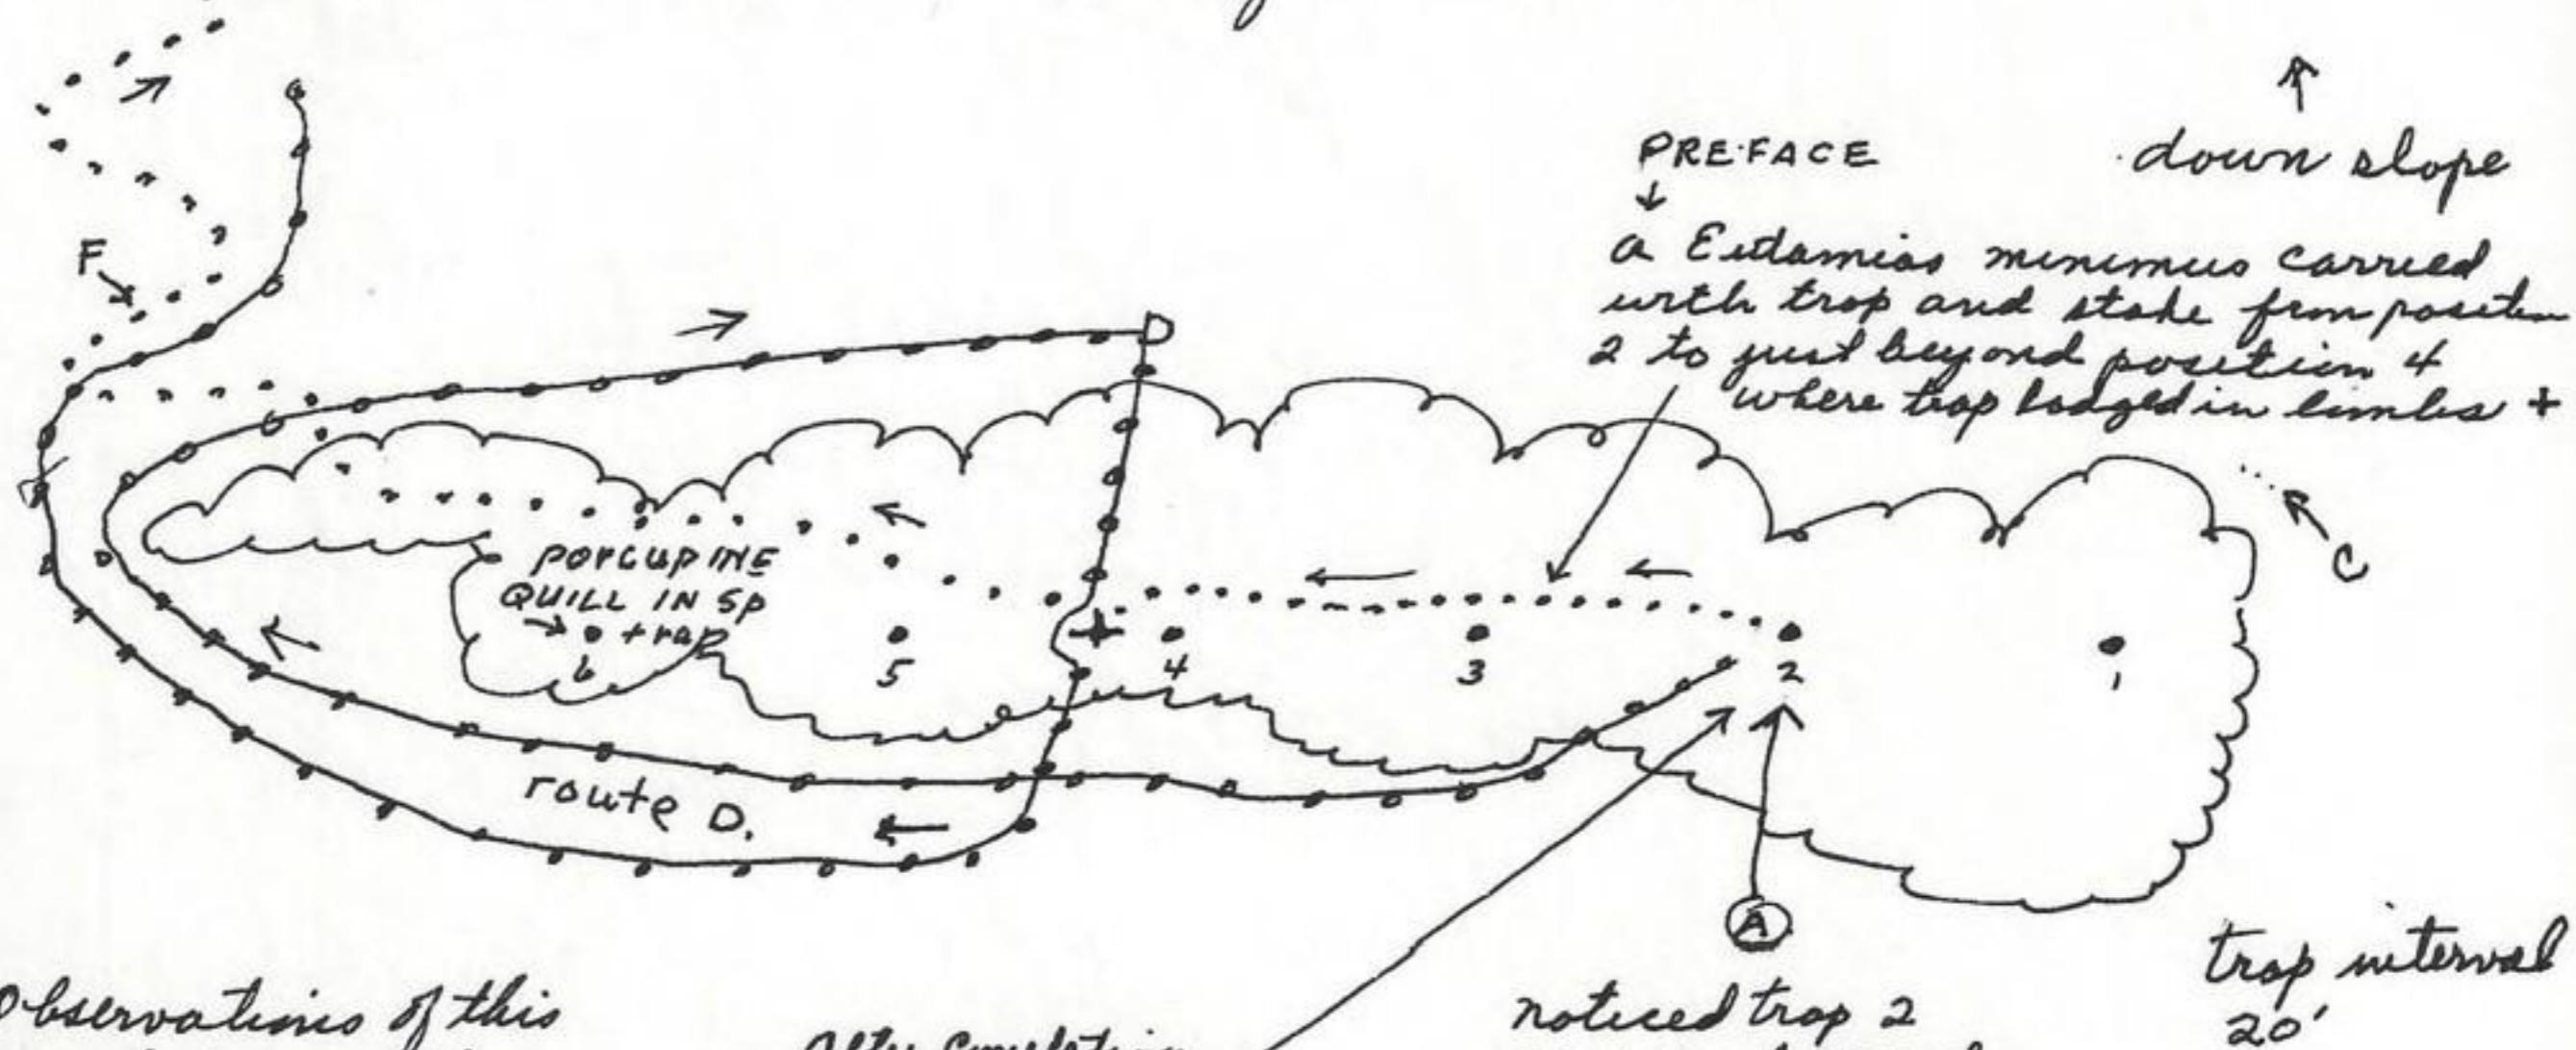 PRE-FACE
down slope
a Eutamias minimus carried
with trap and stake from position
2 to just beyond position 4
where trap lodged in limbs +
F
D
C
PORCUPINE
QUILL IN SP
trap
6
5
4
3
2
1
route D.
A
trap interval
20'
Observations of this
noticed trap 2
After completion